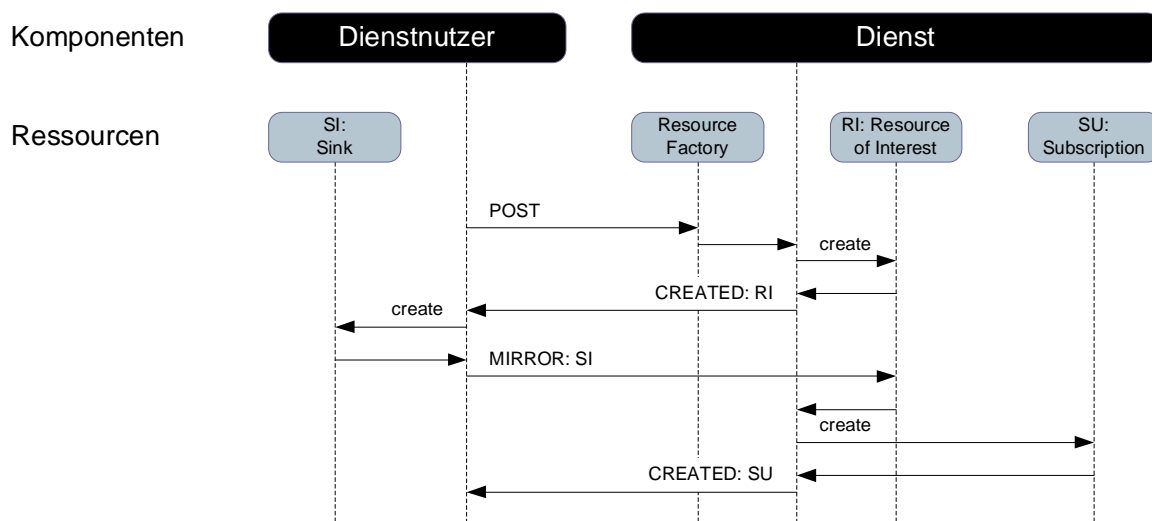 Komponenten
Dienstnutzer
Dienst
Ressourcen
SI:
Sink
Resource
Factory
RI: Resource
of Interest
SU:
Subscription
POST
create
CREATED: RI
create
MIRROR: SI
create
CREATED: SU